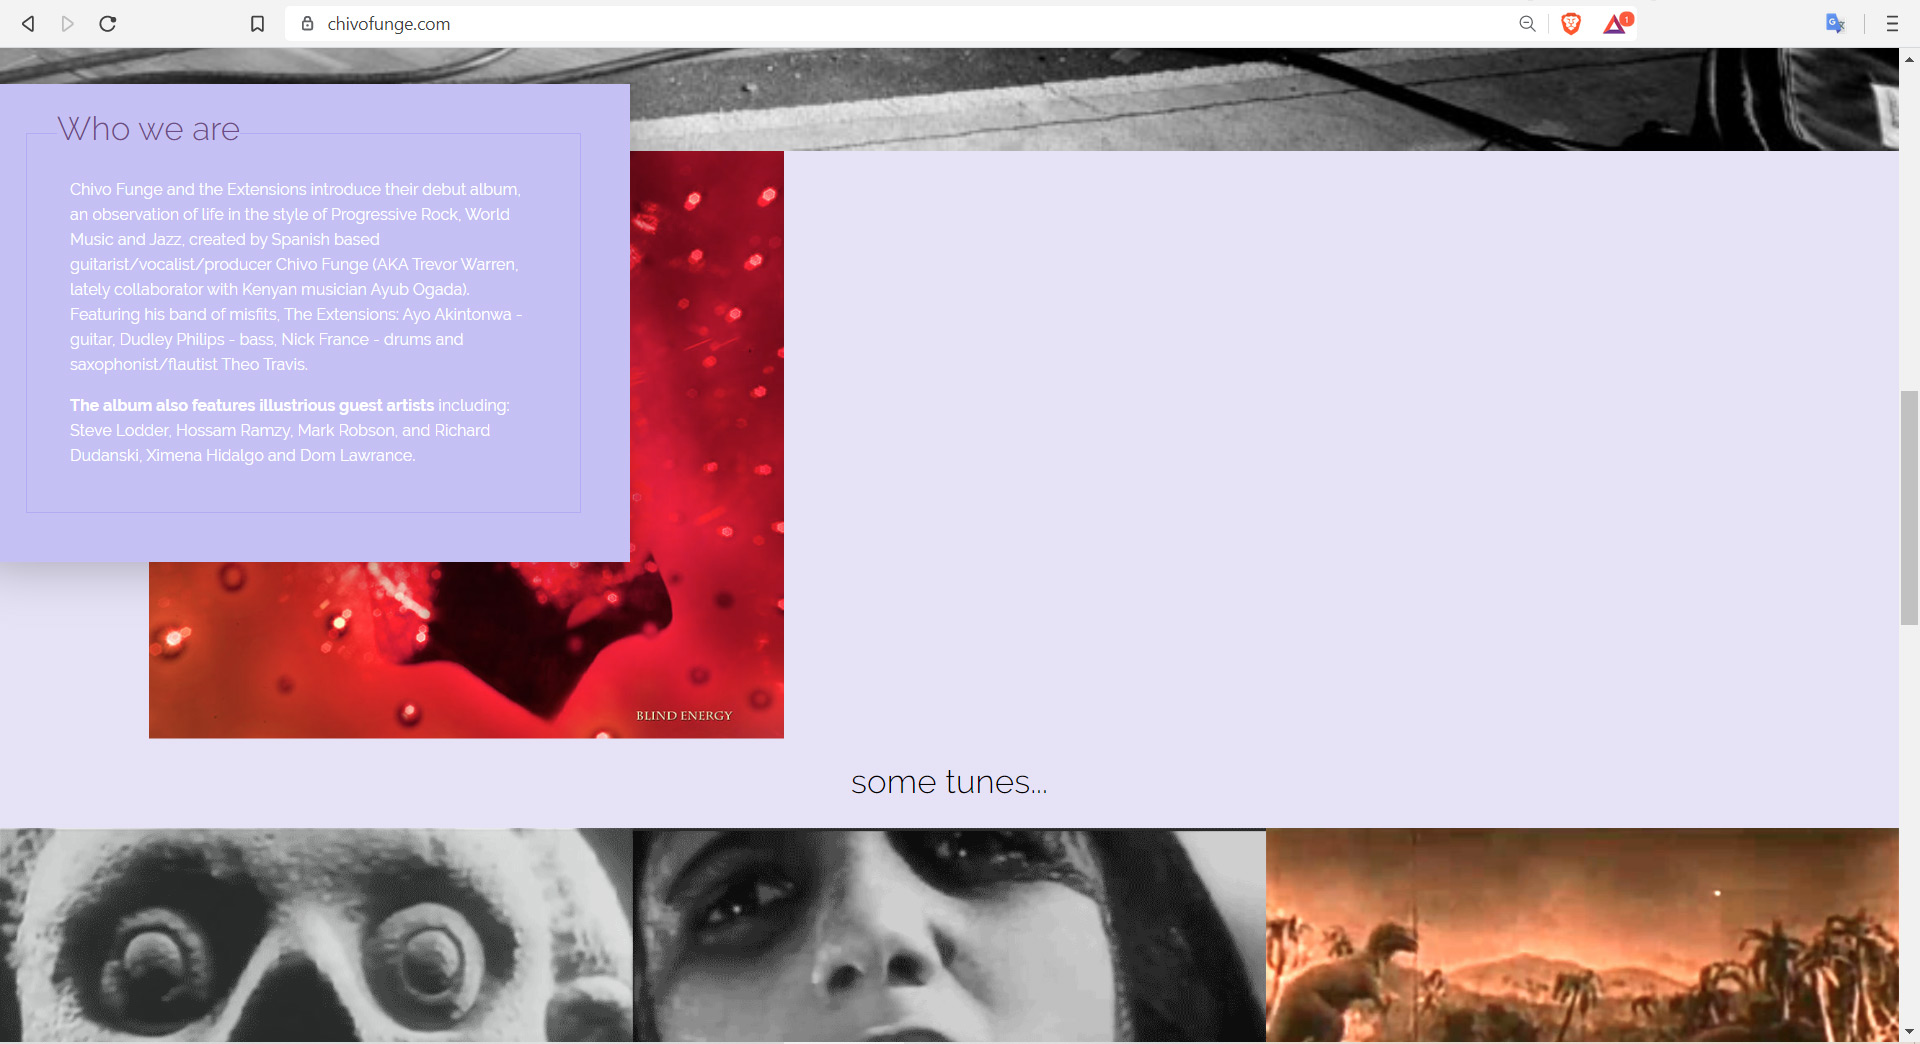 chivofunge.com
1
Who we are
Chivo Funge and the Extensions introduce their debut album,
an observation of life in the style of Progressive Rock, World
Music and Jazz, created by Spanish based
guitarist/vocalist/producer Chivo Funge (AKA Trevor Warren,
lately collaborator with Kenyan musician Ayub Ogada).
Featuring his band of misfits, The Extensions: Ayo Akintonwa -
guitar, Dudley Philips - bass, Nick France - drums and
saxophonist/flautist Theo Travis.
The album also features illustrious guest artists including:
Steve Lodder, Hossam Ramzy, Mark Robson, and Richard
Dudanski, Ximena Hidalgo and Dom Lawrance.
BLIND ENERGY
some tunes...